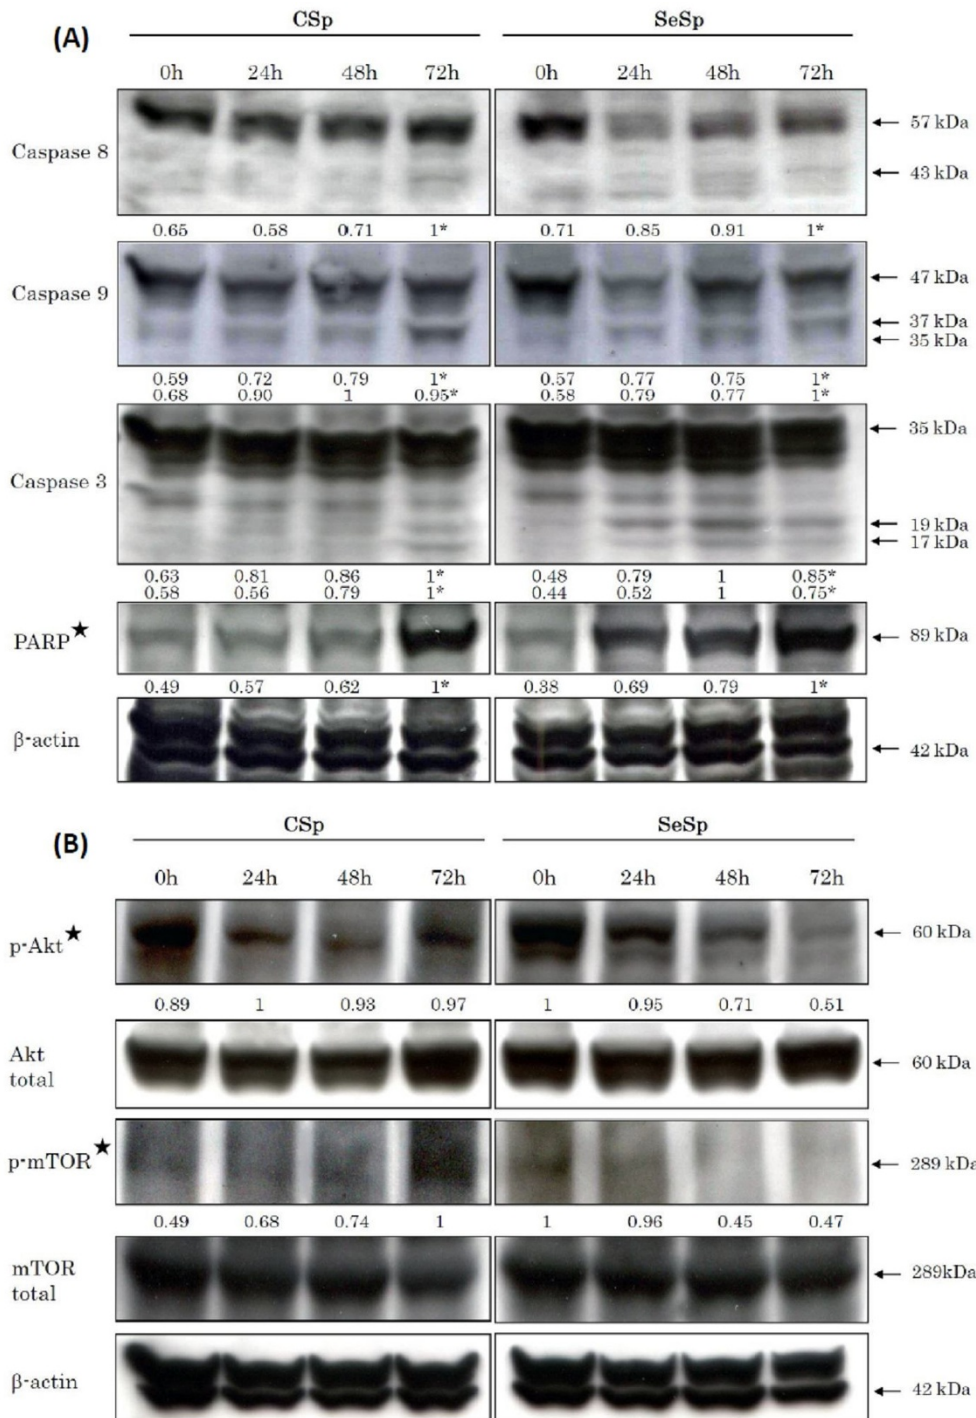 (A)
CSp SeSp
0h 24h 48h 72h 0h 24h 48h 72h
Caspase 8
57 kDa
43 kDa
0.65 0.58 0.71 1* 0.71 0.85 0.91 1*
Caspase 9
47 kDa
37 kDa
35 kDa
0.59 0.72 0.79 1* 0.57 0.77 0.75 1*
0.68 0.90 1 0.95* 0.58 0.79 0.77 1*
Caspase 3
35 kDa
19 kDa
17 kDa
0.63 0.81 0.86 1* 0.48 0.79 1 0.85*
0.58 0.56 0.79 1* 0.44 0.52 1 0.75*
PARP★
89 kDa
0.49 0.57 0.62 1* 0.38 0.69 0.79 1*
β-actin
42 kDa
(B)
CSp SeSp
0h 24h 48h 72h 0h 24h 48h 72h
p-Akt★
60 kDa
0.89 1 0.93 0.97 1 0.95 0.71 0.51
Akt
total
60 kDa
p-mTOR★
289 kDa
0.49 0.68 0.74 1 1 0.96 0.45 0.47
mTOR
total
289kDa
β-actin
42 kDa